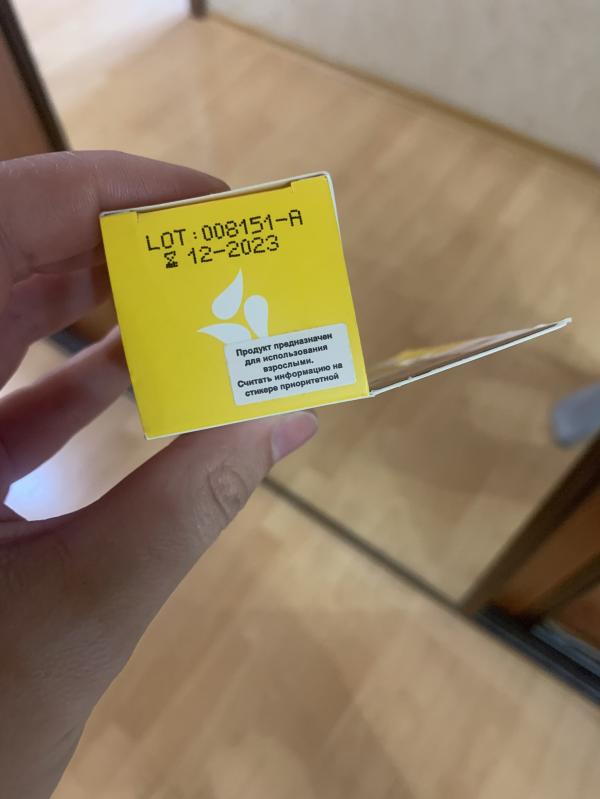 LOT:008151-A
12-2023
Продукт предназначен
для использования
взрослыми.
Считать информацию на
стикере приоритетной